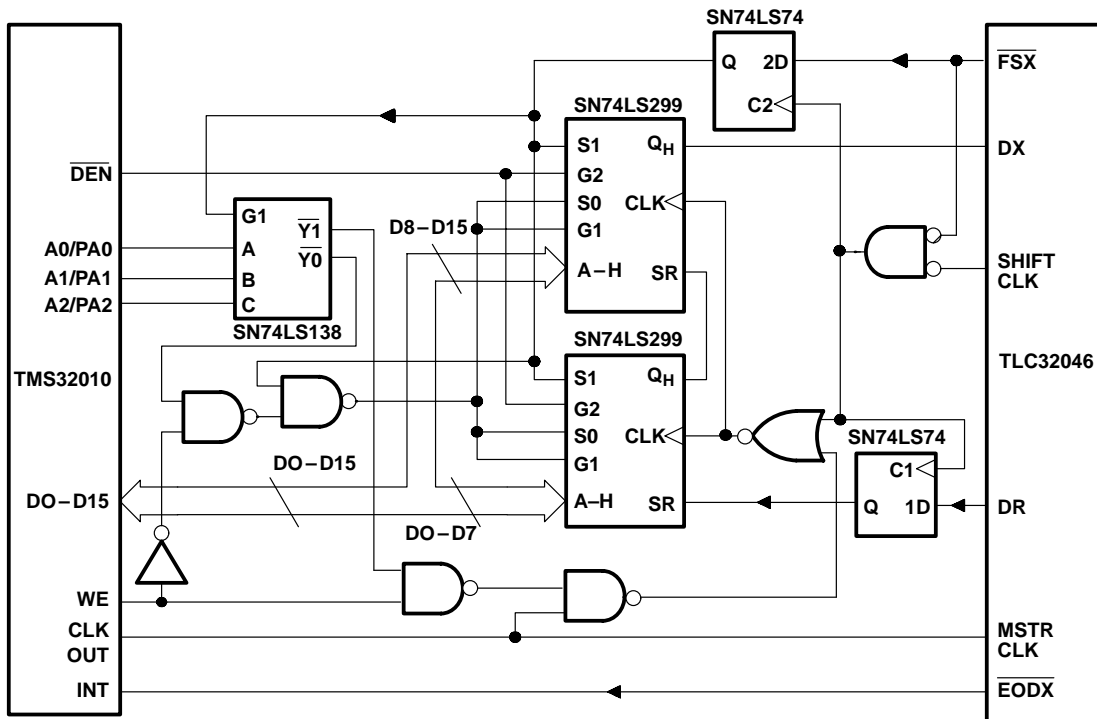 SN74LS74
Q 2D
C2
FSX
SN74LS299
S1 QH
G2
S0 CLK
G1
A–H SR
DX
DEN
G1 Y1
A Y0
B
C
A0/PA0
A1/PA1
A2/PA2
SN74LS138
D8–D15
SHIFT
CLK
SN74LS299
S1 QH
G2
S0 CLK
G1
A–H SR
TMS32010
TLC32046
SN74LS74
C1
Q 1D
DO–D15
DO–D15
DO–D7
DR
WE
CLK
OUT
MSTR
CLK
INT
EODX